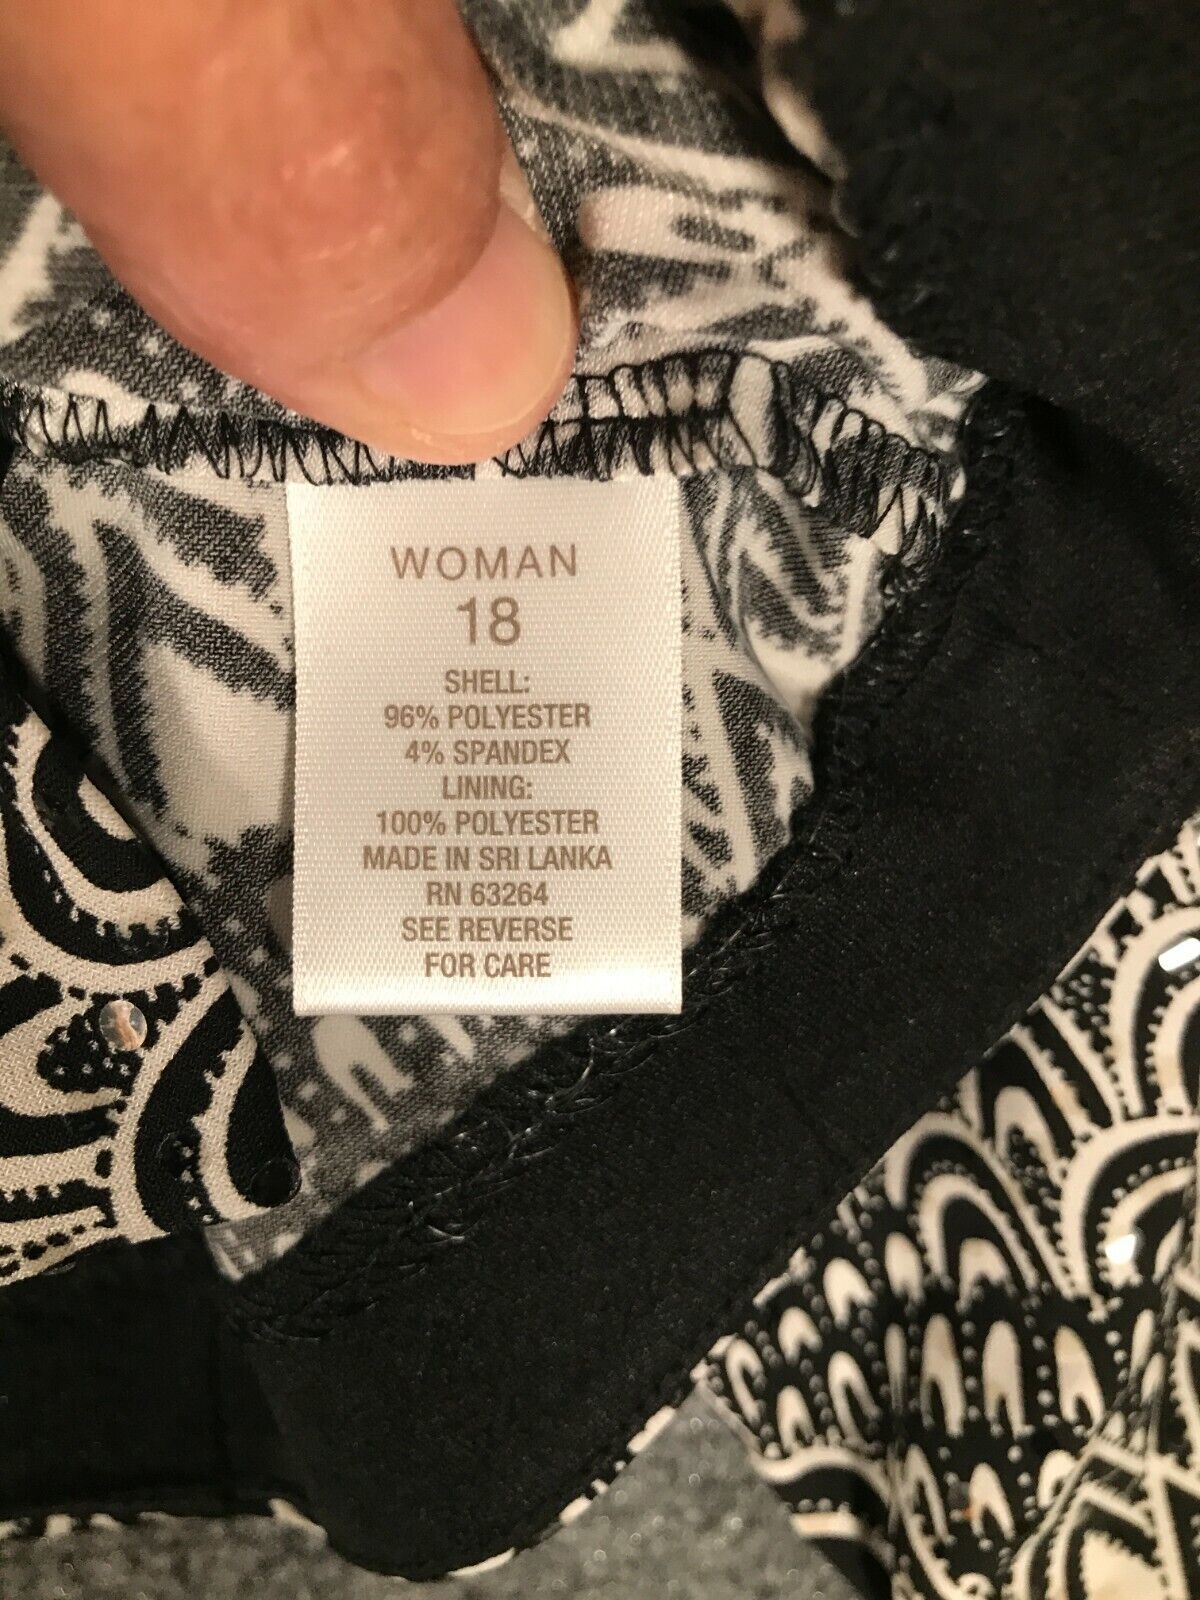 WOMAN
18
SHELL:
96% POLYESTER
4% SPANDEX
LINING:
100% POLYESTER
MADE IN SRI LANKA
RN 63264
SEE REVERSE
FOR CARE